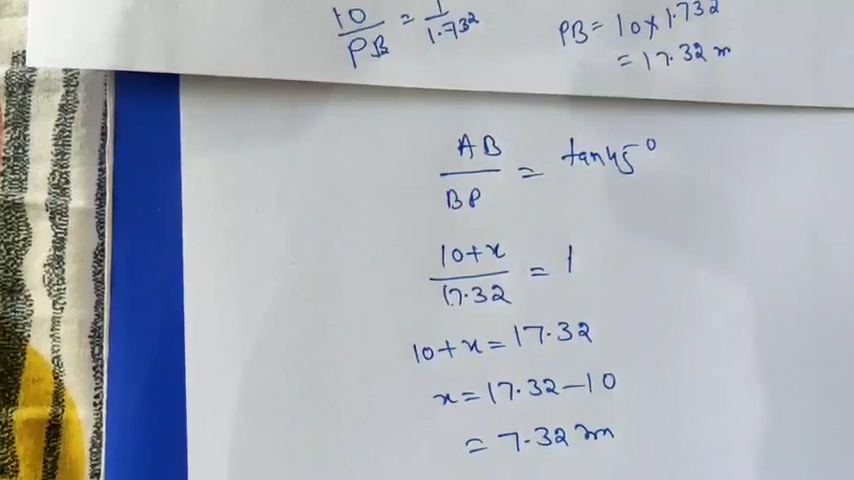 10/PB = 1/1.732
PB = 10 x 1.732
= 17.32 m
AB/BP = tan45°
10+x/17.32 = 1
10+x = 17.32
x = 17.32 - 10
= 7.32 m